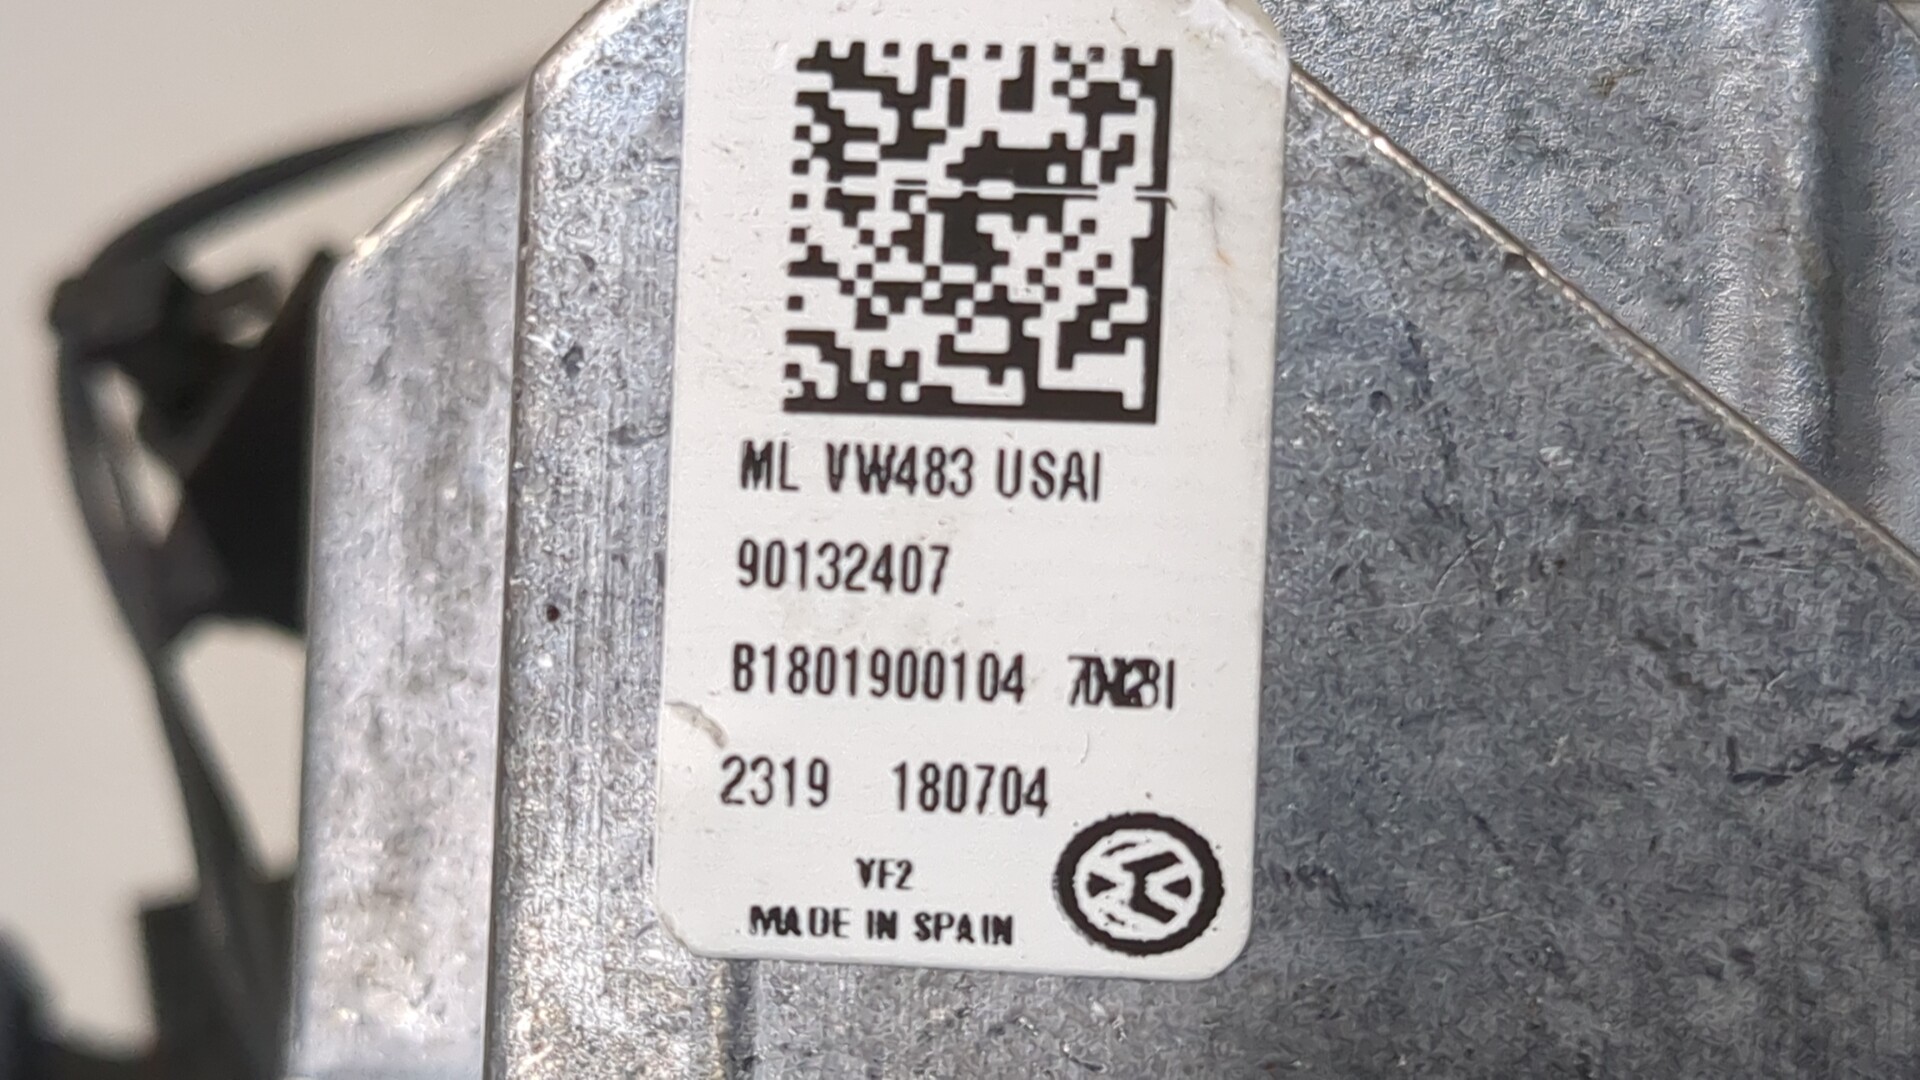 ML VW483 USAI
90132407
B1801900104
2319 180704
YF2
MADE IN SPAIN